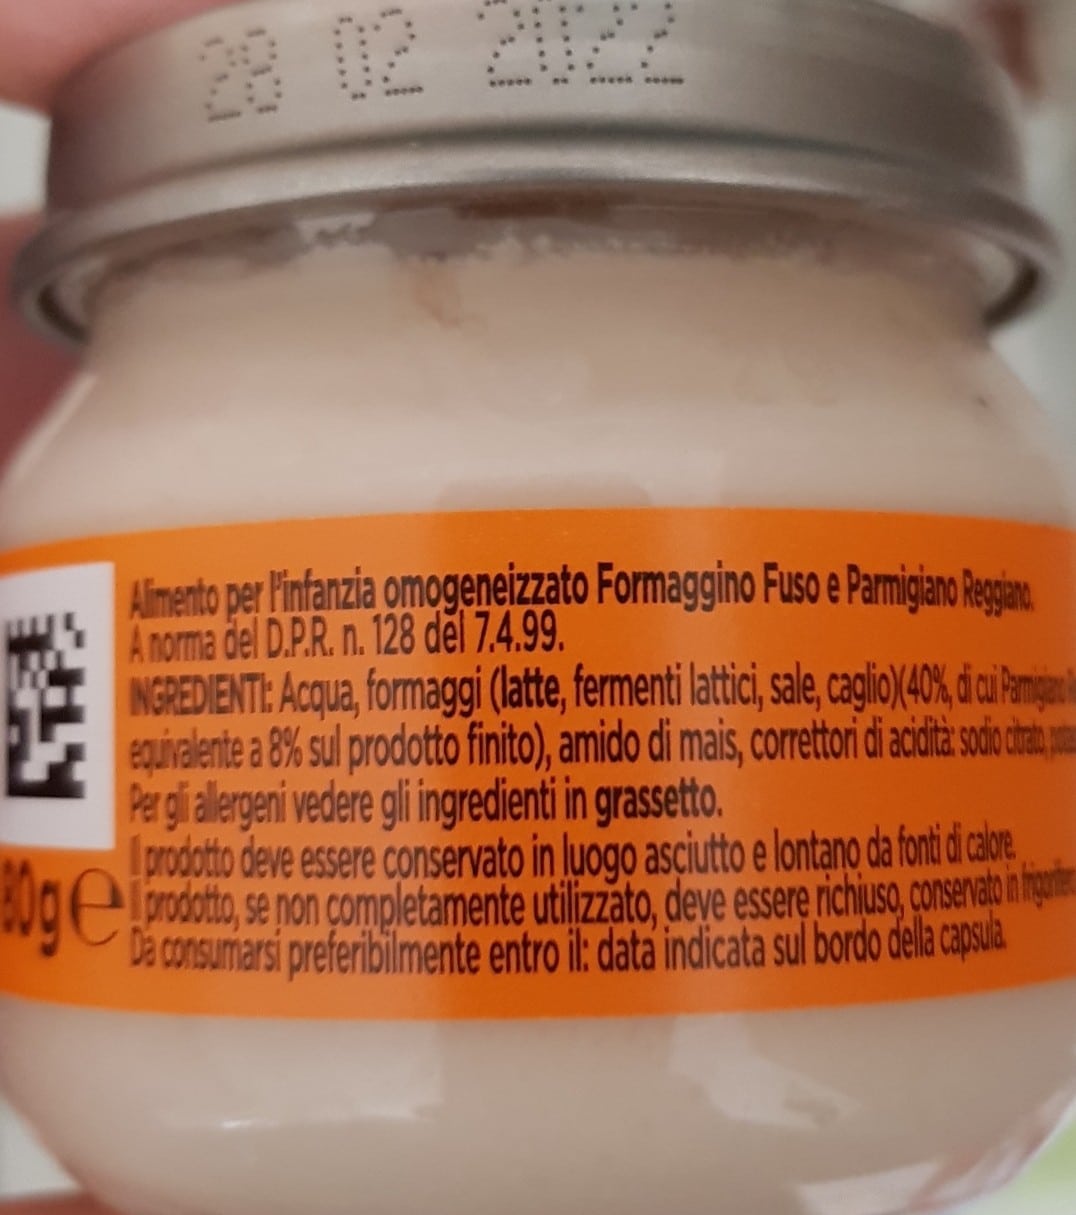 28 02 2022
Alimento per l'infanzia omogeneizzato Formaggino Fuso e Parmigiano Reggiano.
A norma del D.P.R. n. 128 del 7.4.99.
INGREDIENTI: Acqua, formaggi (latte, fermenti lattici, sale, caglio)(40%, di cui Parmigiano
equivalente a 8% sul prodotto finito), amido di mais, correttori di acidità: sodio citrato,
Per gli allergeni vedere gli ingredienti in grassetto.
Il prodotto deve essere conservato in luogo asciutto e lontano da fonti di calore.
Il prodotto, se non completamente utilizzato, deve essere richiuso, conservato in frigorifero
Da consumarsi preferibilmente entro il: data indicata sul bordo della capsula.
80g e